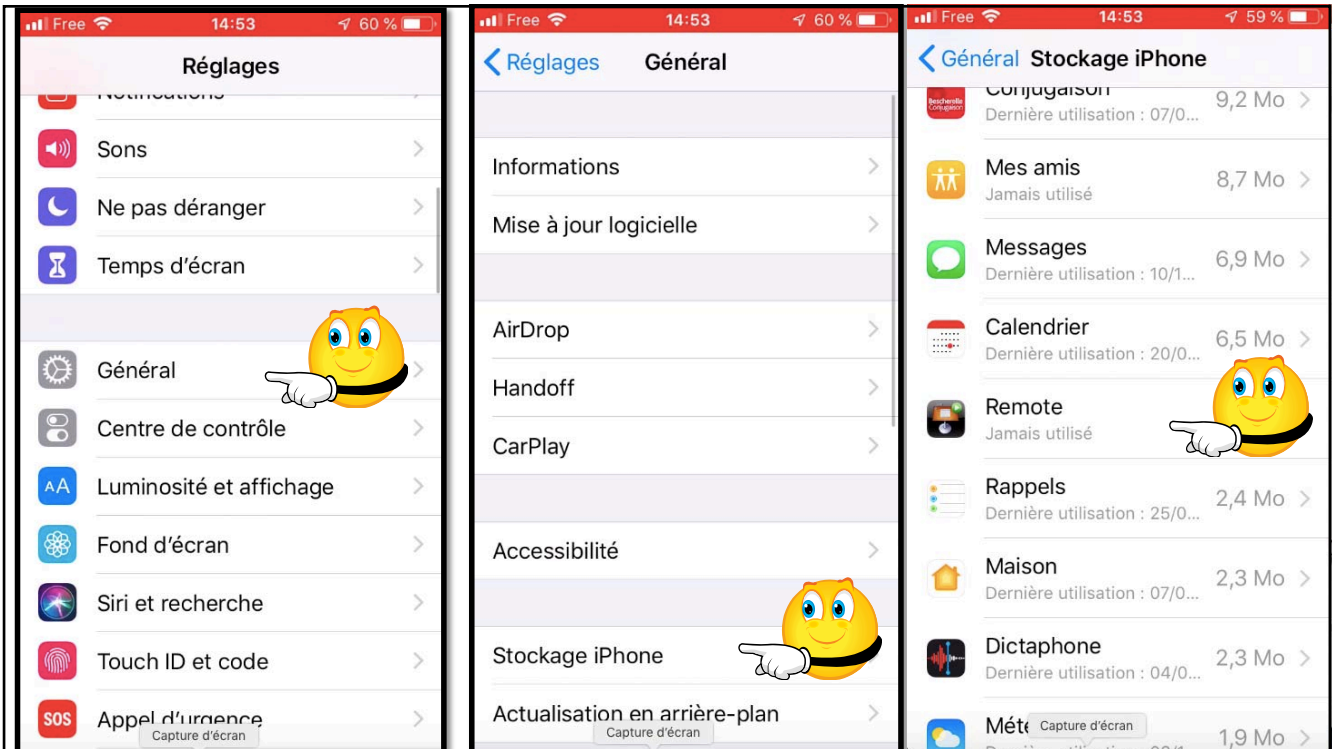 Free 14:53 60 %
Réglages
Notifications
Sons
Ne pas déranger
Temps d'écran
Général
Centre de contrôle
AA Luminosité et affichage
Fond d'écran
Siri et recherche
Touch ID et code
SOS Appel d'urgence
Capture d'écran
Free 14:53 60 %
Réglages Général
Informations
Mise à jour logicielle
AirDrop
Handoff
CarPlay
Accessibilité
Stockage iPhone
Actualisation en arrière-plan
Capture d'écran
Free 14:53 59 %
Général Stockage iPhone
Bescherelle
Conjugaison
Conjugaison 9,2 Mo
Dernière utilisation : 07/0...
Mes amis 8,7 Mo
Jamais utilisé
Messages 6,9 Mo
Dernière utilisation : 10/1...
Calendrier 6,5 Mo
Dernière utilisation : 20/0...
Remote
Jamais utilisé
Rappels 2,4 Mo
Dernière utilisation : 25/0...
Maison 2,3 Mo
Dernière utilisation : 07/0...
Dictaphone 2,3 Mo
Dernière utilisation : 04/0...
Mété 1,9 Mo
Capture d'écran